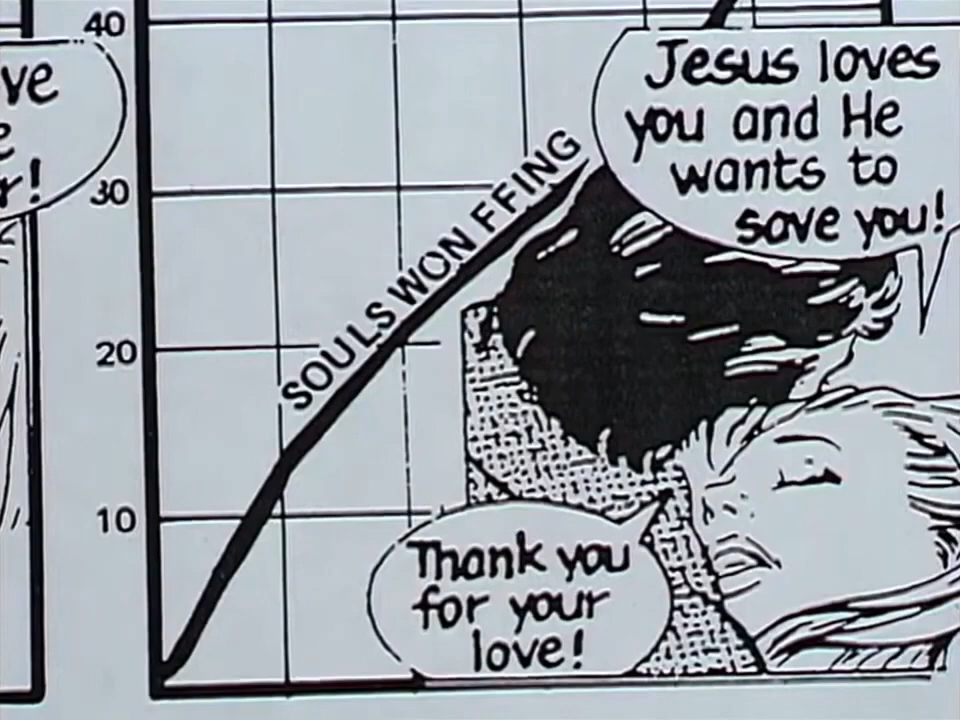 40
30
20
10
ve
e
r!
SOULS WON FFING
Jesus loves
you and He
wants to
save you!
Thank you
for your
love!